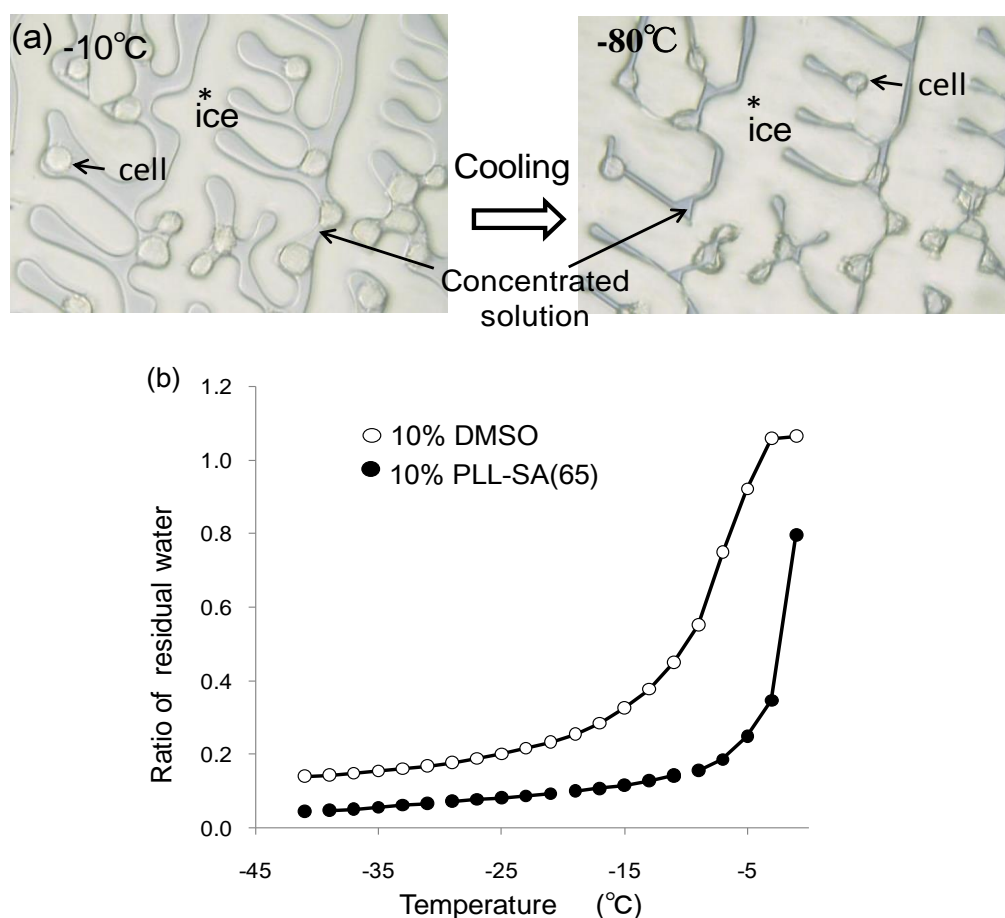 (a)
-10℃
*
ice
cell
Concentrated
solution
Cooling
-80℃
*
ice
cell
(b)
1.2
1.0
0.8
0.6
0.4
0.2
0.0
Ratio of residual water
10% DMSO
10% PLL-SA(65)
-45
-35
-25
-15
-5
Temperature (℃)